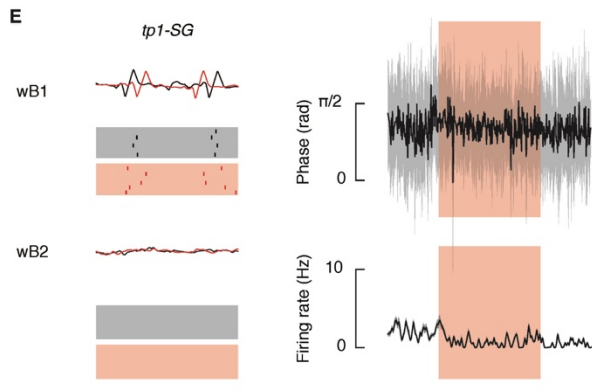 E
tp1-SG
wB1
wB2
Phase (rad)
π/2
0
Firing rate (Hz)
10
0